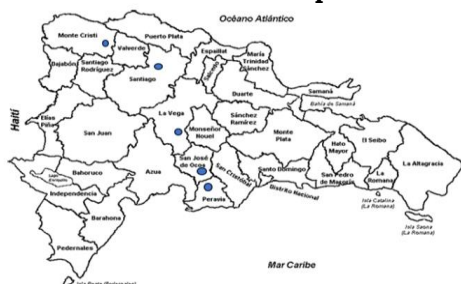 Océano Atlántico
Monte Cristi
Puerto Plata
Valverde
Espaillat
María
Trinidad
Sánchez
Dajabón
Santiago
Rodríguez
Santiago
Salcedo
Duarte
Samaná
Bahía de Samaná
Haití
Elías
Piña
San Juan
La Vega
Monseñor
Nouel
Sánchez
Ramírez
Monte
Plata
Hato
Mayor
El Seibo
La Altagracia
San José
de Ocoa
San Cristóbal
Santo Domingo
San Pedro
de Macorís
La
Romana
Bahoruco
Azua
Peravia
Distrito Nacional
Independencia
Isla Catalina
(La Romana)
Barahona
Isla Saona
(La Romana)
Pedernales
Mar Caribe